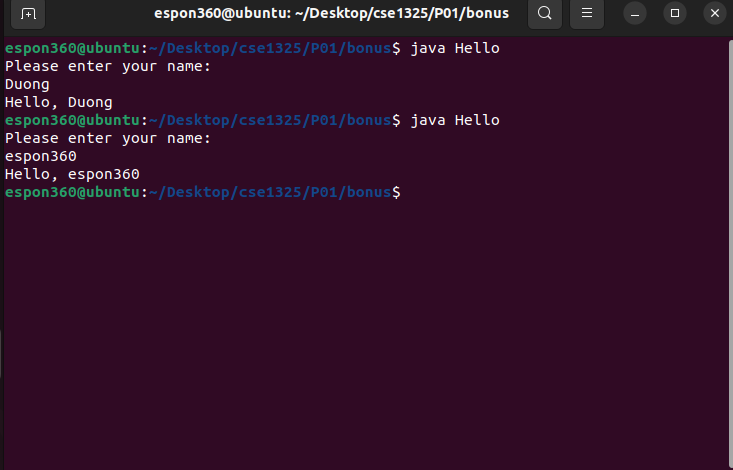 espon360@ubuntu: ~/Desktop/cse1325/P01/bonus
espon360@ubuntu:~/Desktop/cse1325/P01/bonus$ java Hello
Please enter your name:
Duong
Hello, Duong
espon360@ubuntu:~/Desktop/cse1325/P01/bonus$ java Hello
Please enter your name:
espon360
Hello, espon360
espon360@ubuntu:~/Desktop/cse1325/P01/bonus$